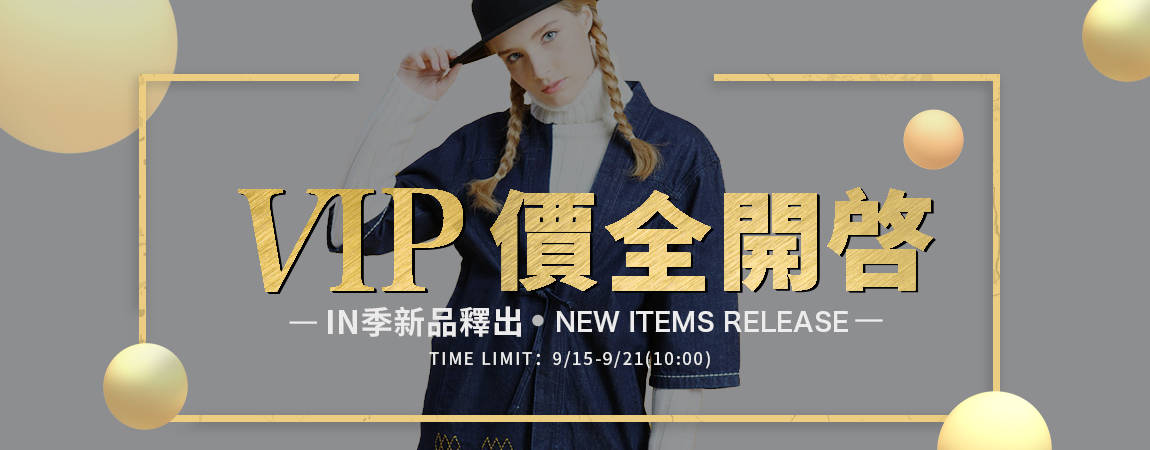 VIP 價全開啓
— IN季新品釋出 • NEW ITEMS RELEASE —
TIME LIMIT: 9/15-9/21(10:00)